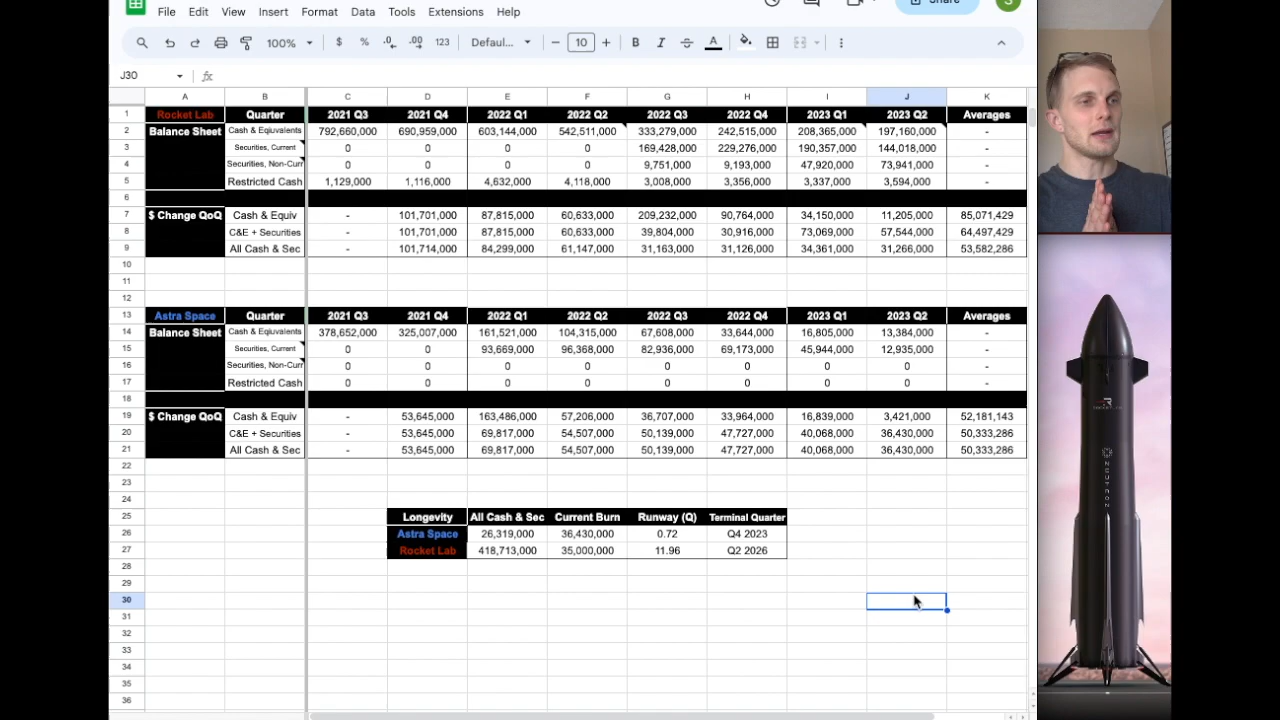 File Edit View Insert Format Data Tools Extensions Help Share S
100% $ % .0 .00 123 Defaul... 10 B I A
J30 fx
A B C D E F G H I J K
1 Rocket Lab Quarter 2021 Q3 2021 Q4 2022 Q1 2022 Q2 2022 Q3 2022 Q4 2023 Q1 2023 Q2 Averages
2 Balance Sheet Cash & Eqiuvalents 792,660,000 690,959,000 603,144,000 542,511,000 333,279,000 242,515,000 208,365,000 197,160,000 -
3 Securities, Current 0 0 0 0 169,428,000 229,276,000 190,357,000 144,018,000 -
4 Securities, Non-Curr 0 0 0 0 9,751,000 9,193,000 47,920,000 73,941,000 -
5 Restricted Cash 1,129,000 1,116,000 4,632,000 4,118,000 3,008,000 3,356,000 3,337,000 3,594,000 -
6
7 $ Change QoQ Cash & Equiv - 101,701,000 87,815,000 60,633,000 209,232,000 90,764,000 34,150,000 11,205,000 85,071,429
8 C&E + Securities - 101,701,000 87,815,000 60,633,000 39,804,000 30,916,000 73,069,000 57,544,000 64,497,429
9 All Cash & Sec - 101,714,000 84,299,000 61,147,000 31,163,000 31,126,000 34,361,000 31,266,000 53,582,286
10
11
12
13 Astra Space Quarter 2021 Q3 2021 Q4 2022 Q1 2022 Q2 2022 Q3 2022 Q4 2023 Q1 2023 Q2 Averages
14 Balance Sheet Cash & Eqiuvalents 378,652,000 325,007,000 161,521,000 104,315,000 67,608,000 33,644,000 16,805,000 13,384,000 -
15 Securities, Current 0 0 93,669,000 96,368,000 82,936,000 69,173,000 45,944,000 12,935,000 -
16 Securities, Non-Curr 0 0 0 0 0 0 0 0 -
17 Restricted Cash 0 0 0 0 0 0 0 0 -
18
19 $ Change QoQ Cash & Equiv - 53,645,000 163,486,000 57,206,000 36,707,000 33,964,000 16,839,000 3,421,000 52,181,143
20 C&E + Securities - 53,645,000 69,817,000 54,507,000 50,139,000 47,727,000 40,068,000 36,430,000 50,333,286
21 All Cash & Sec - 53,645,000 69,817,000 54,507,000 50,139,000 47,727,000 40,068,000 36,430,000 50,333,286
22
23
24
25 Longevity All Cash & Sec Current Burn Runway (Q) Terminal Quarter
26 Astra Space 26,319,000 36,430,000 0.72 Q4 2023
27 Rocket Lab 418,713,000 35,000,000 11.96 Q2 2026
28
29
30
31
32
33
34
35
36
NEUTRON